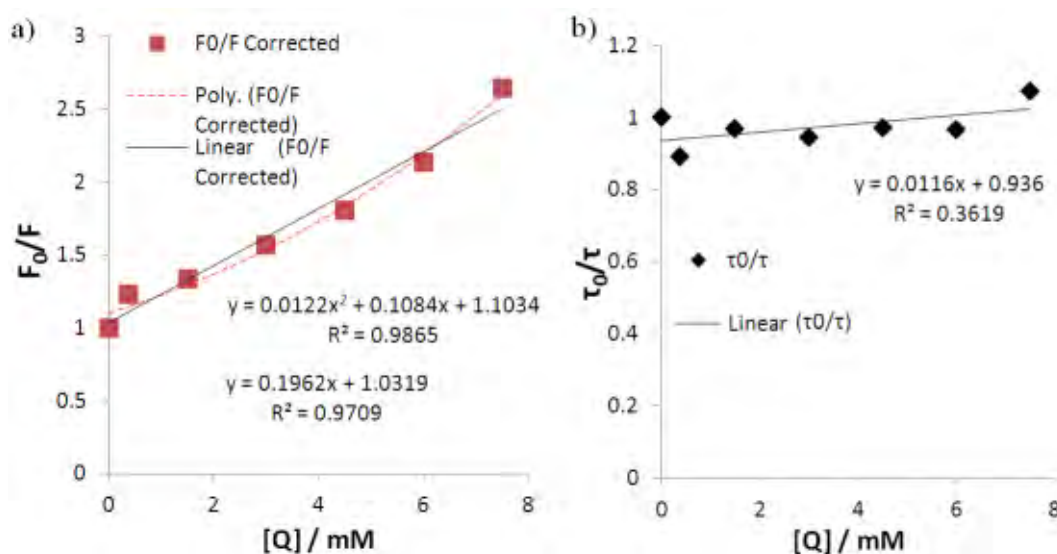 a)
3
2.5
2
1.5
1
0.5
0
F₀/F
F0/F Corrected
Poly. (F0/F
Corrected)
Linear (F0/F
Corrected)
y = 0.0122x² + 0.1084x + 1.1034
R² = 0.9865
y = 0.1962x + 1.0319
R² = 0.9709
0 2 4 6 8
[Q] / mM
b)
1.2
1
0.8
0.6
0.4
0.2
0
τ₀/τ
y = 0.0116x + 0.936
R² = 0.3619
τ0/τ
Linear (τ0/τ)
0 2 4 6 8
[Q] / mM